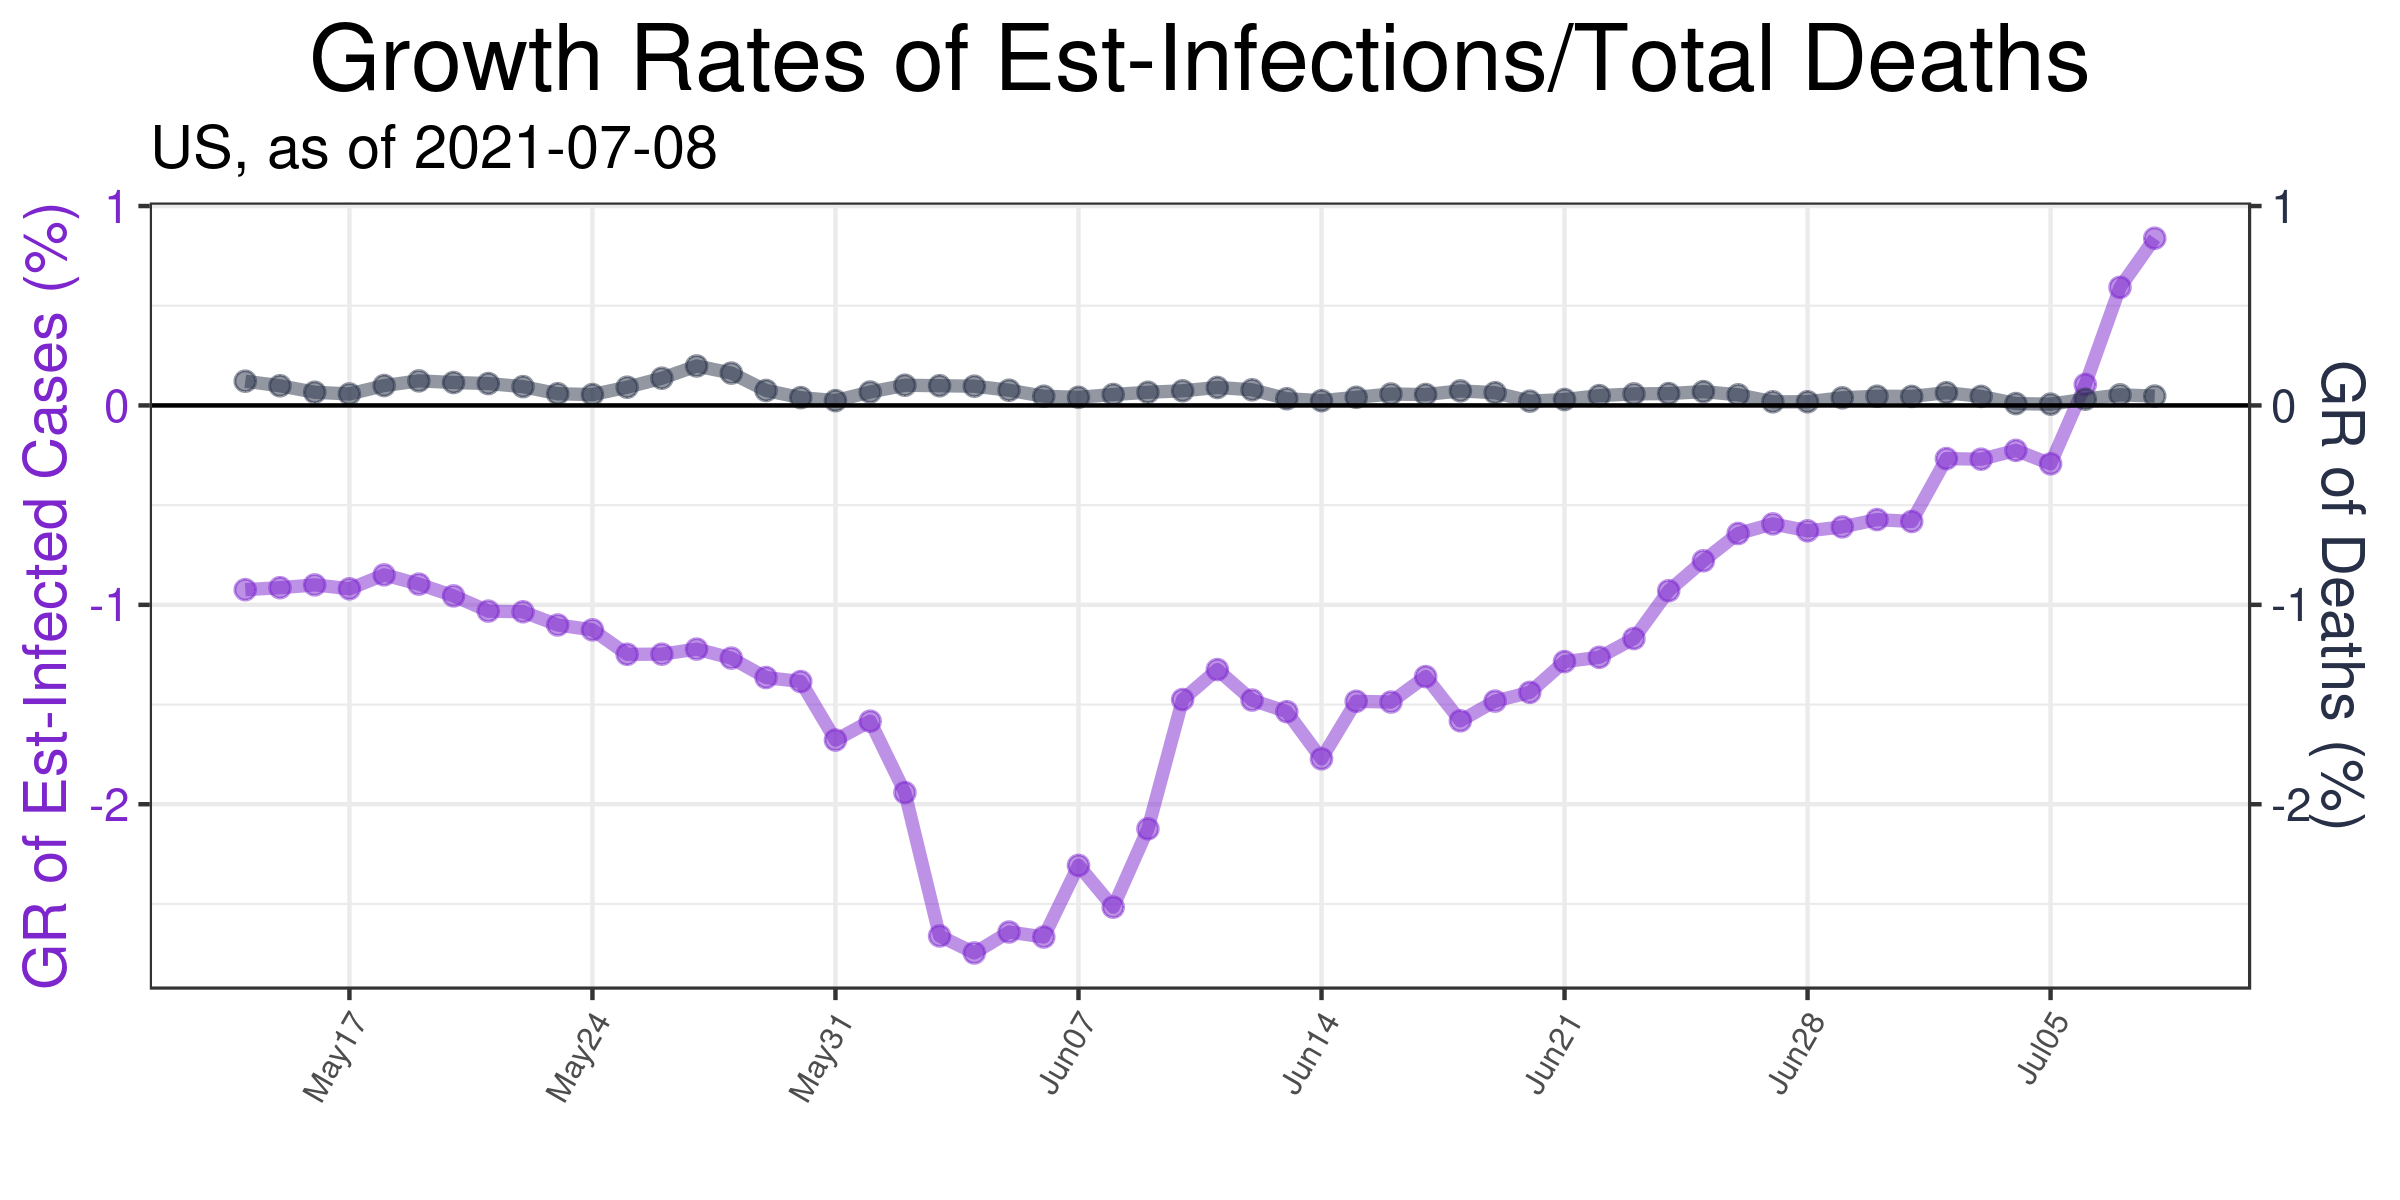 Growth Rates of Est-Infections/Total Deaths
US, as of 2021-07-08
GR of Est-Infected Cases (%)
1
0
-1
-2
1
0
-1
-2
GR of Deaths (%)
May17
May24
May31
Jun07
Jun14
Jun21
Jun28
Jul05